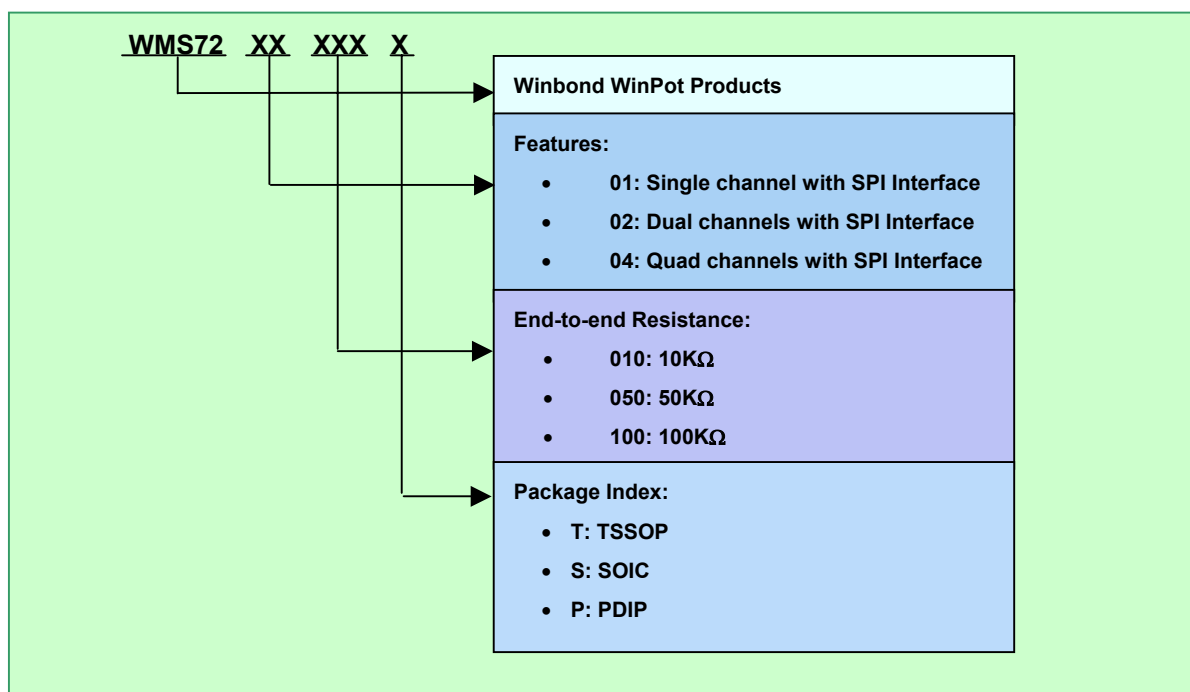 WMS72 XX XXX X
Winbond WinPot Products
Features:
• 01: Single channel with SPI Interface
• 02: Dual channels with SPI Interface
• 04: Quad channels with SPI Interface
End-to-end Resistance:
• 010: 10KΩ
• 050: 50KΩ
• 100: 100KΩ
Package Index:
• T: TSSOP
• S: SOIC
• P: PDIP